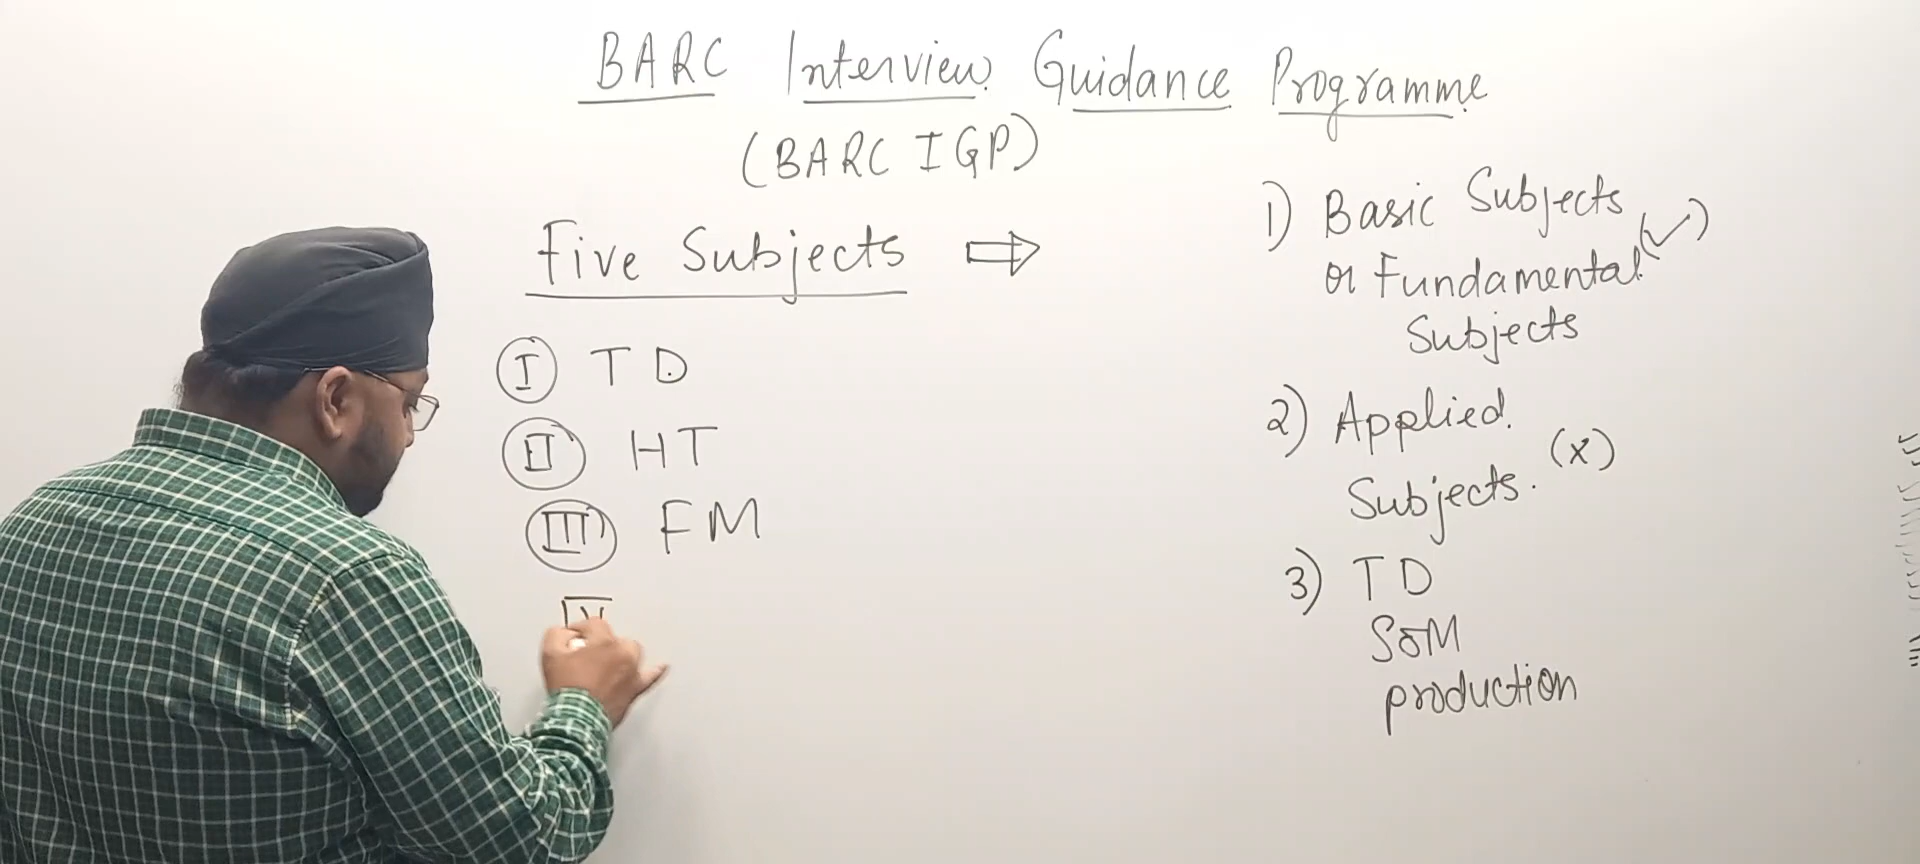 BARC Interview Guidance Programme
(BARC IGP)
Five Subjects ⇨
I TD
II HT
III FM
IV
1) Basic Subjects
or Fundamental (✓)
Subjects
2) Applied
Subjects. (x)
3) TD
SOM
production